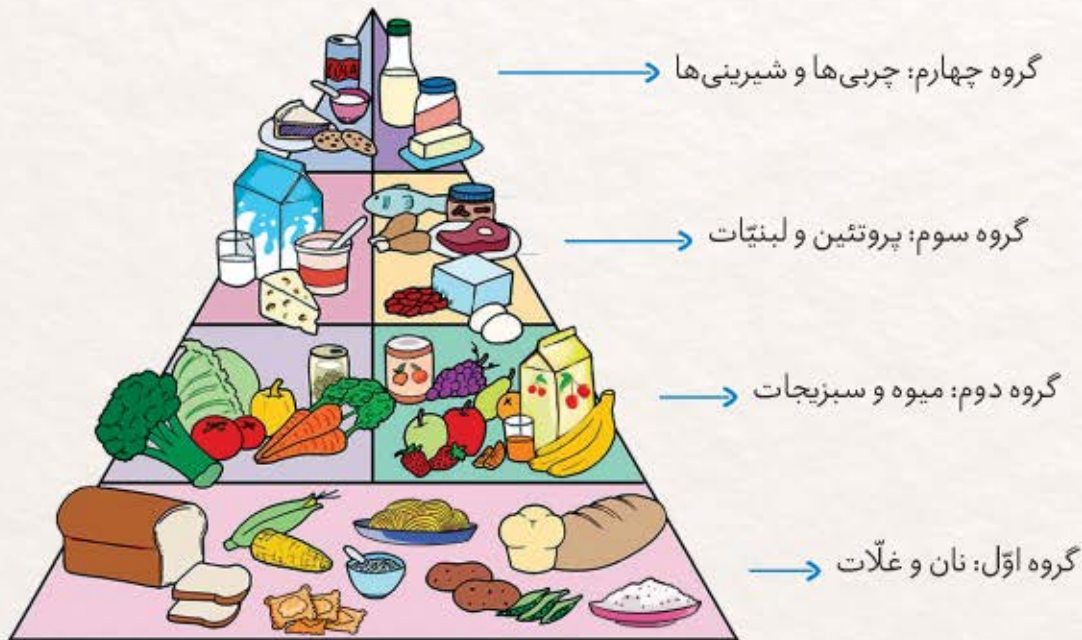 گروه چهارم: چربی‌ها و شیرینی‌ها
گروه سوم: پروتئین و لبنیّات
گروه دوم: میوه و سبزیجات
گروه اوّل: نان و غلّات